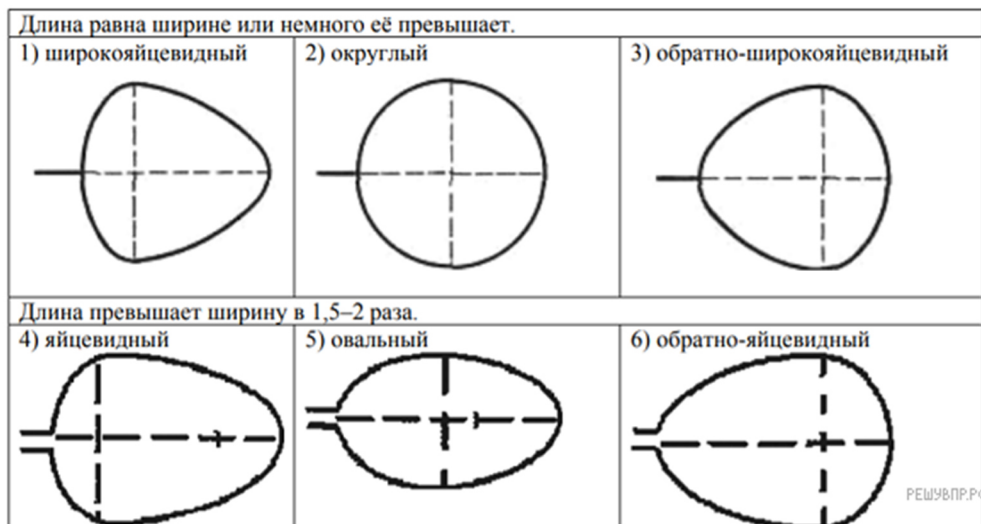 Длина равна ширине или немного её превышает.
1) широкояйцевидный
2) округлый
3) обратно-широкояйцевидный
Длина превышает ширину в 1,5–2 раза.
4) яйцевидный
5) овальный
6) обратно-яйцевидный
РЕШУВПР.РФ